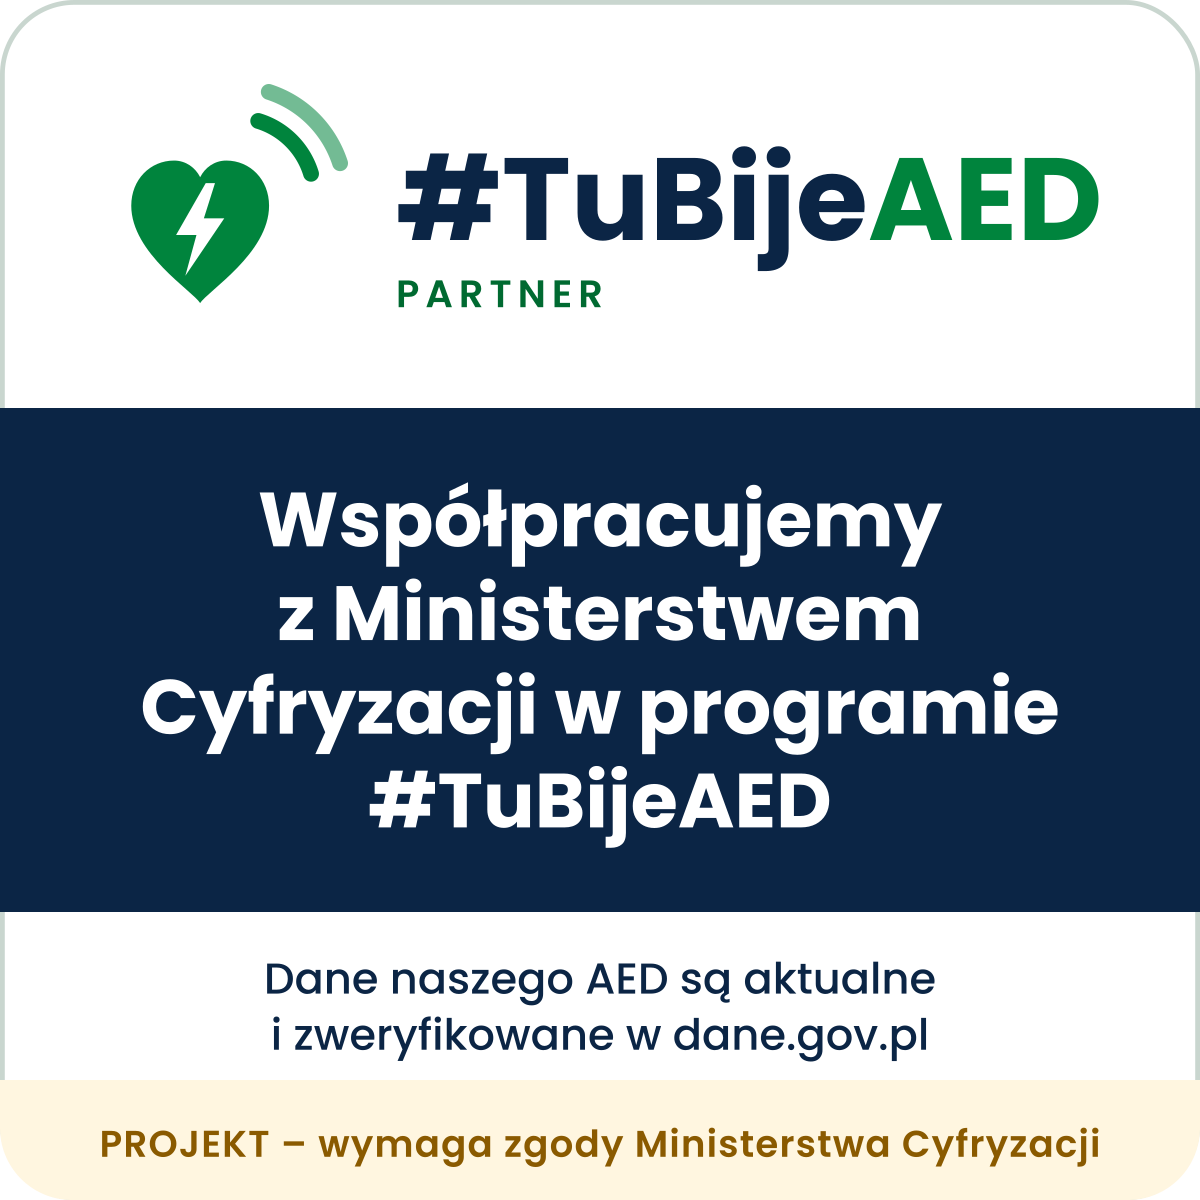 #TuBijeAED
PARTNER
Współpracujemy
z Ministerstwem
Cyfryzacji w programie
#TuBijeAED
Dane naszego AED są aktualne
i zweryfikowane w dane.gov.pl
PROJEKT – wymaga zgody Ministerstwa Cyfryzacji